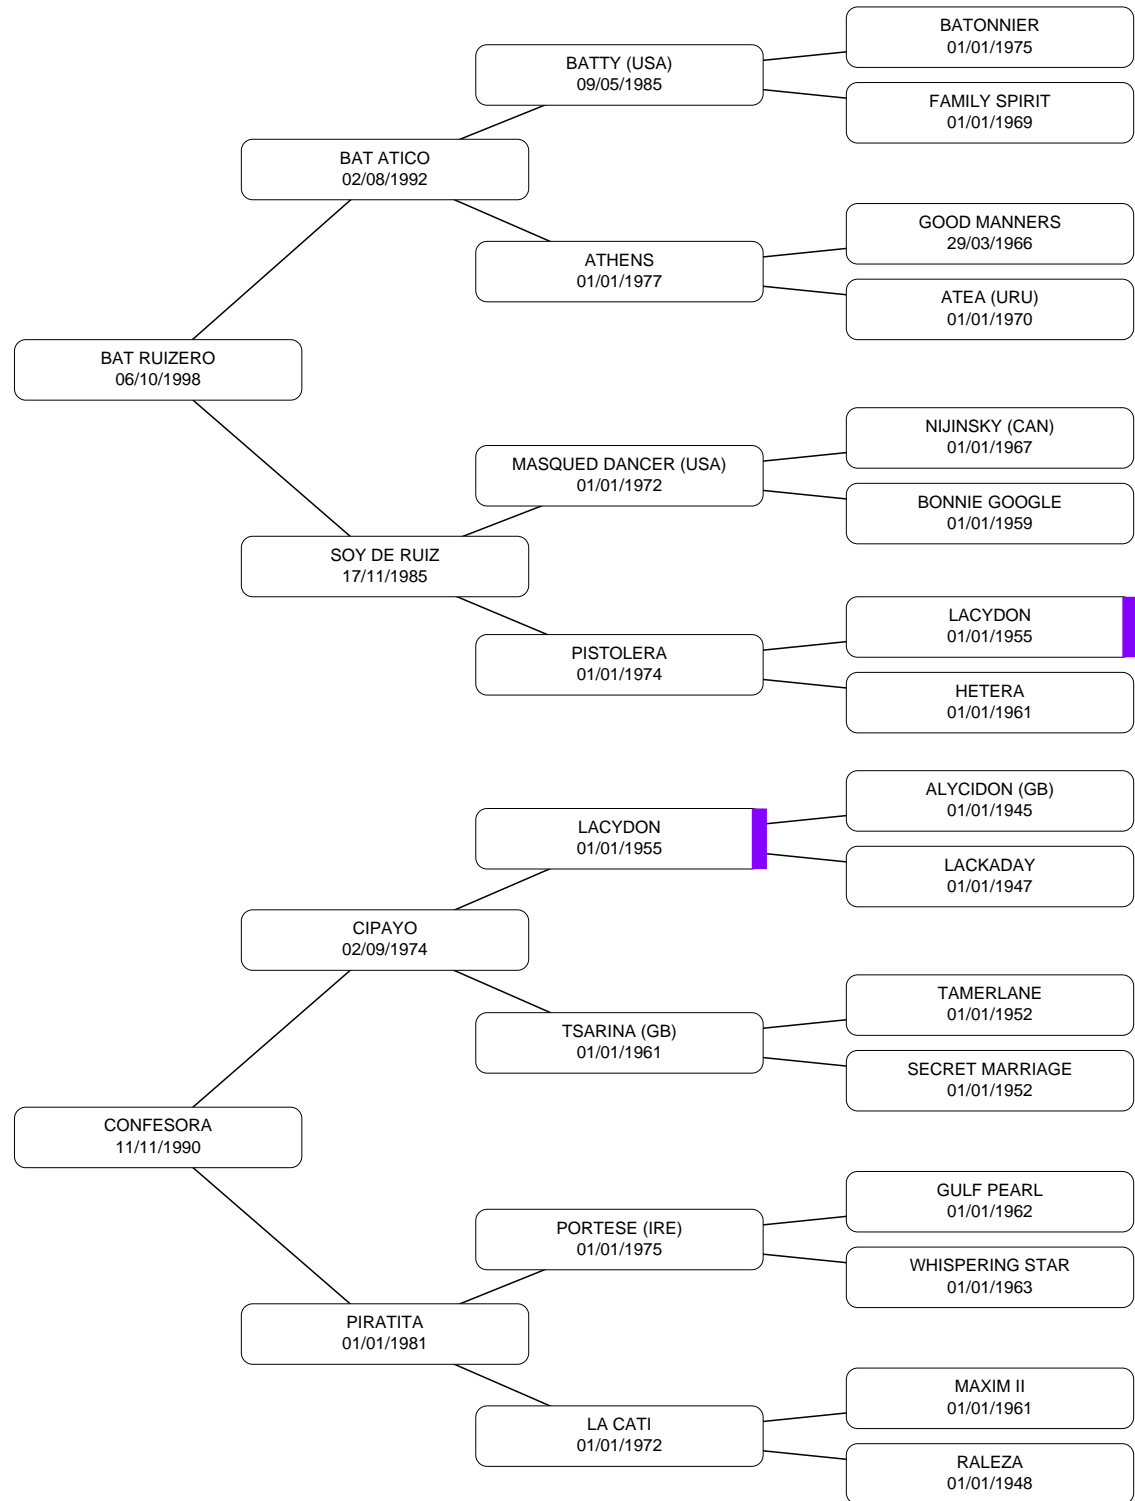 BATONNIER
01/01/1975
BATTY (USA)
09/05/1985
FAMILY SPIRIT
01/01/1969
BAT ATICO
02/08/1992
GOOD MANNERS
29/03/1966
ATHENS
01/01/1977
ATEA (URU)
01/01/1970
BAT RUIZERO
06/10/1998
NIJINSKY (CAN)
01/01/1967
MASQUED DANCER (USA)
01/01/1972
BONNIE GOOGLE
01/01/1959
SOY DE RUIZ
17/11/1985
LACYDON
01/01/1955
PISTOLERA
01/01/1974
HETERA
01/01/1961
ALYCIDON (GB)
01/01/1945
LACYDON
01/01/1955
LACKADAY
01/01/1947
CIPAYO
02/09/1974
TAMERLANE
01/01/1952
TSARINA (GB)
01/01/1961
SECRET MARRIAGE
01/01/1952
CONFESORA
11/11/1990
GULF PEARL
01/01/1962
PORTESE (IRE)
01/01/1975
WHISPERING STAR
01/01/1963
PIRATITA
01/01/1981
MAXIM II
01/01/1961
LA CATI
01/01/1972
RALEZA
01/01/1948